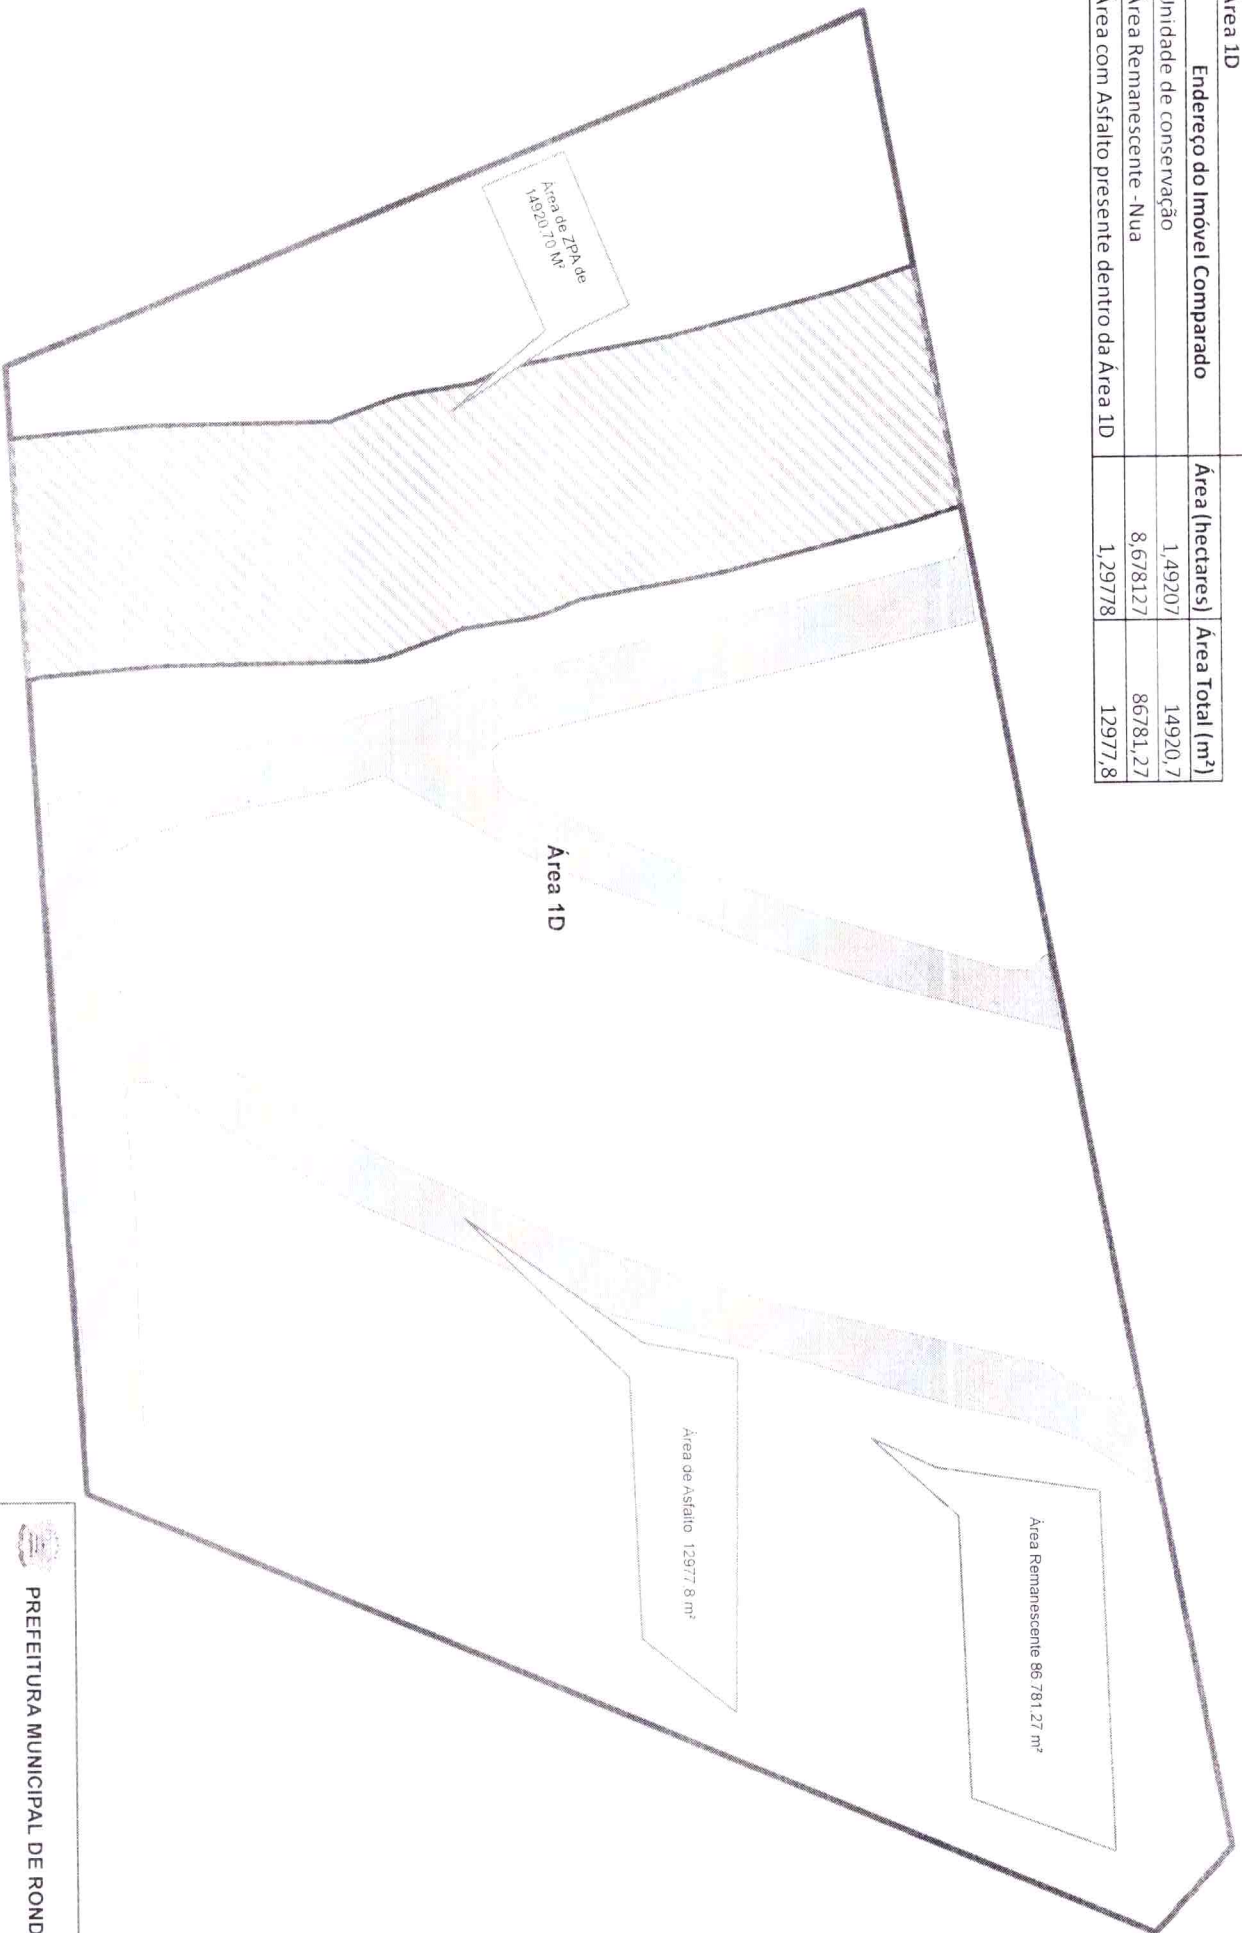 Área 1D
Endereço do Imóvel Comparado Área (hectares) Área Total (m²)
Unidade de conservação 1,49207 14920,7
Área Remanescente -Nua 8,678127 86781,27
Área com Asfalto presente dentro da Área 1D 1,29778 12977,8
Área de ZPA de
14920,70 M²
Área 1D
Área Remanescente 86.781.27 m²
Área de Asfalto 12977.8 m²
PREFEITURA MUNICIPAL DE ROND